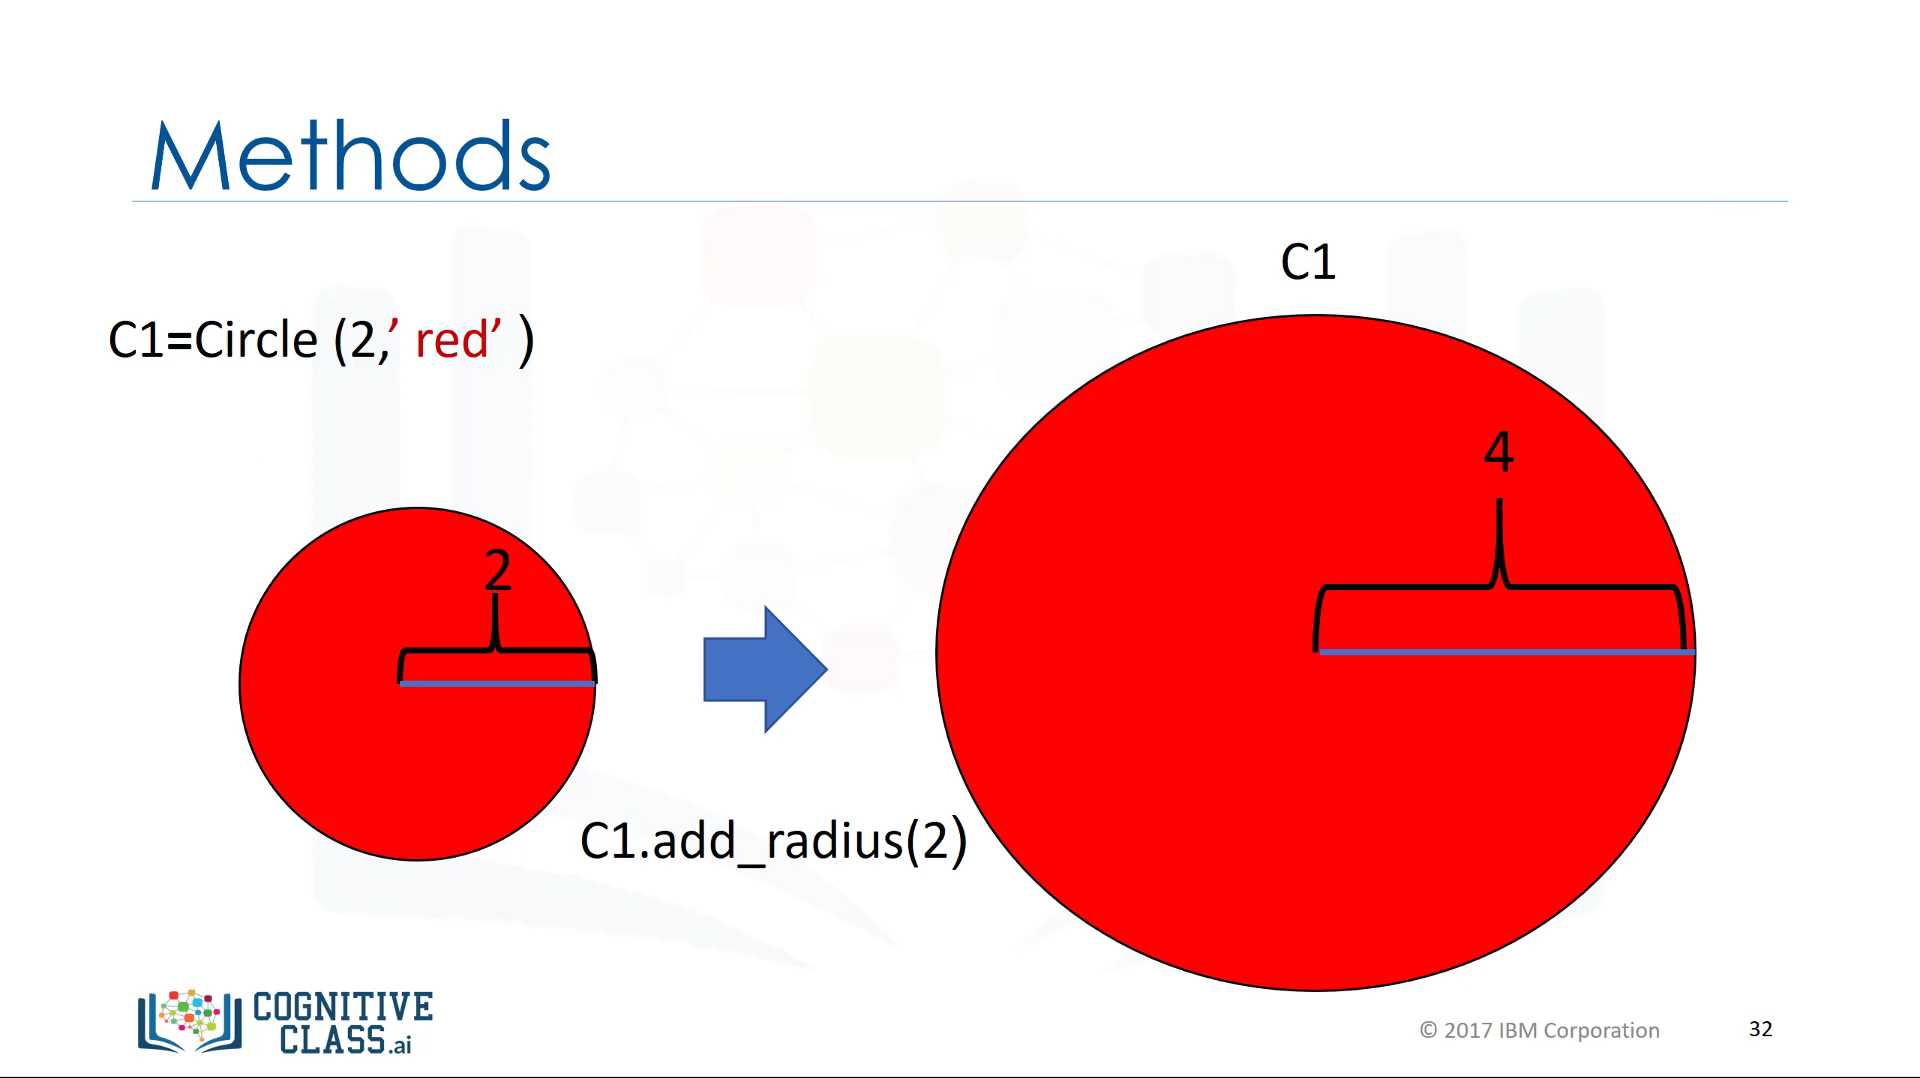 Methods
C1
C1=Circle (2,’ red’ )
4
2
C1.add_radius(2)
COGNITIVE
CLASS.ai
© 2017 IBM Corporation
32